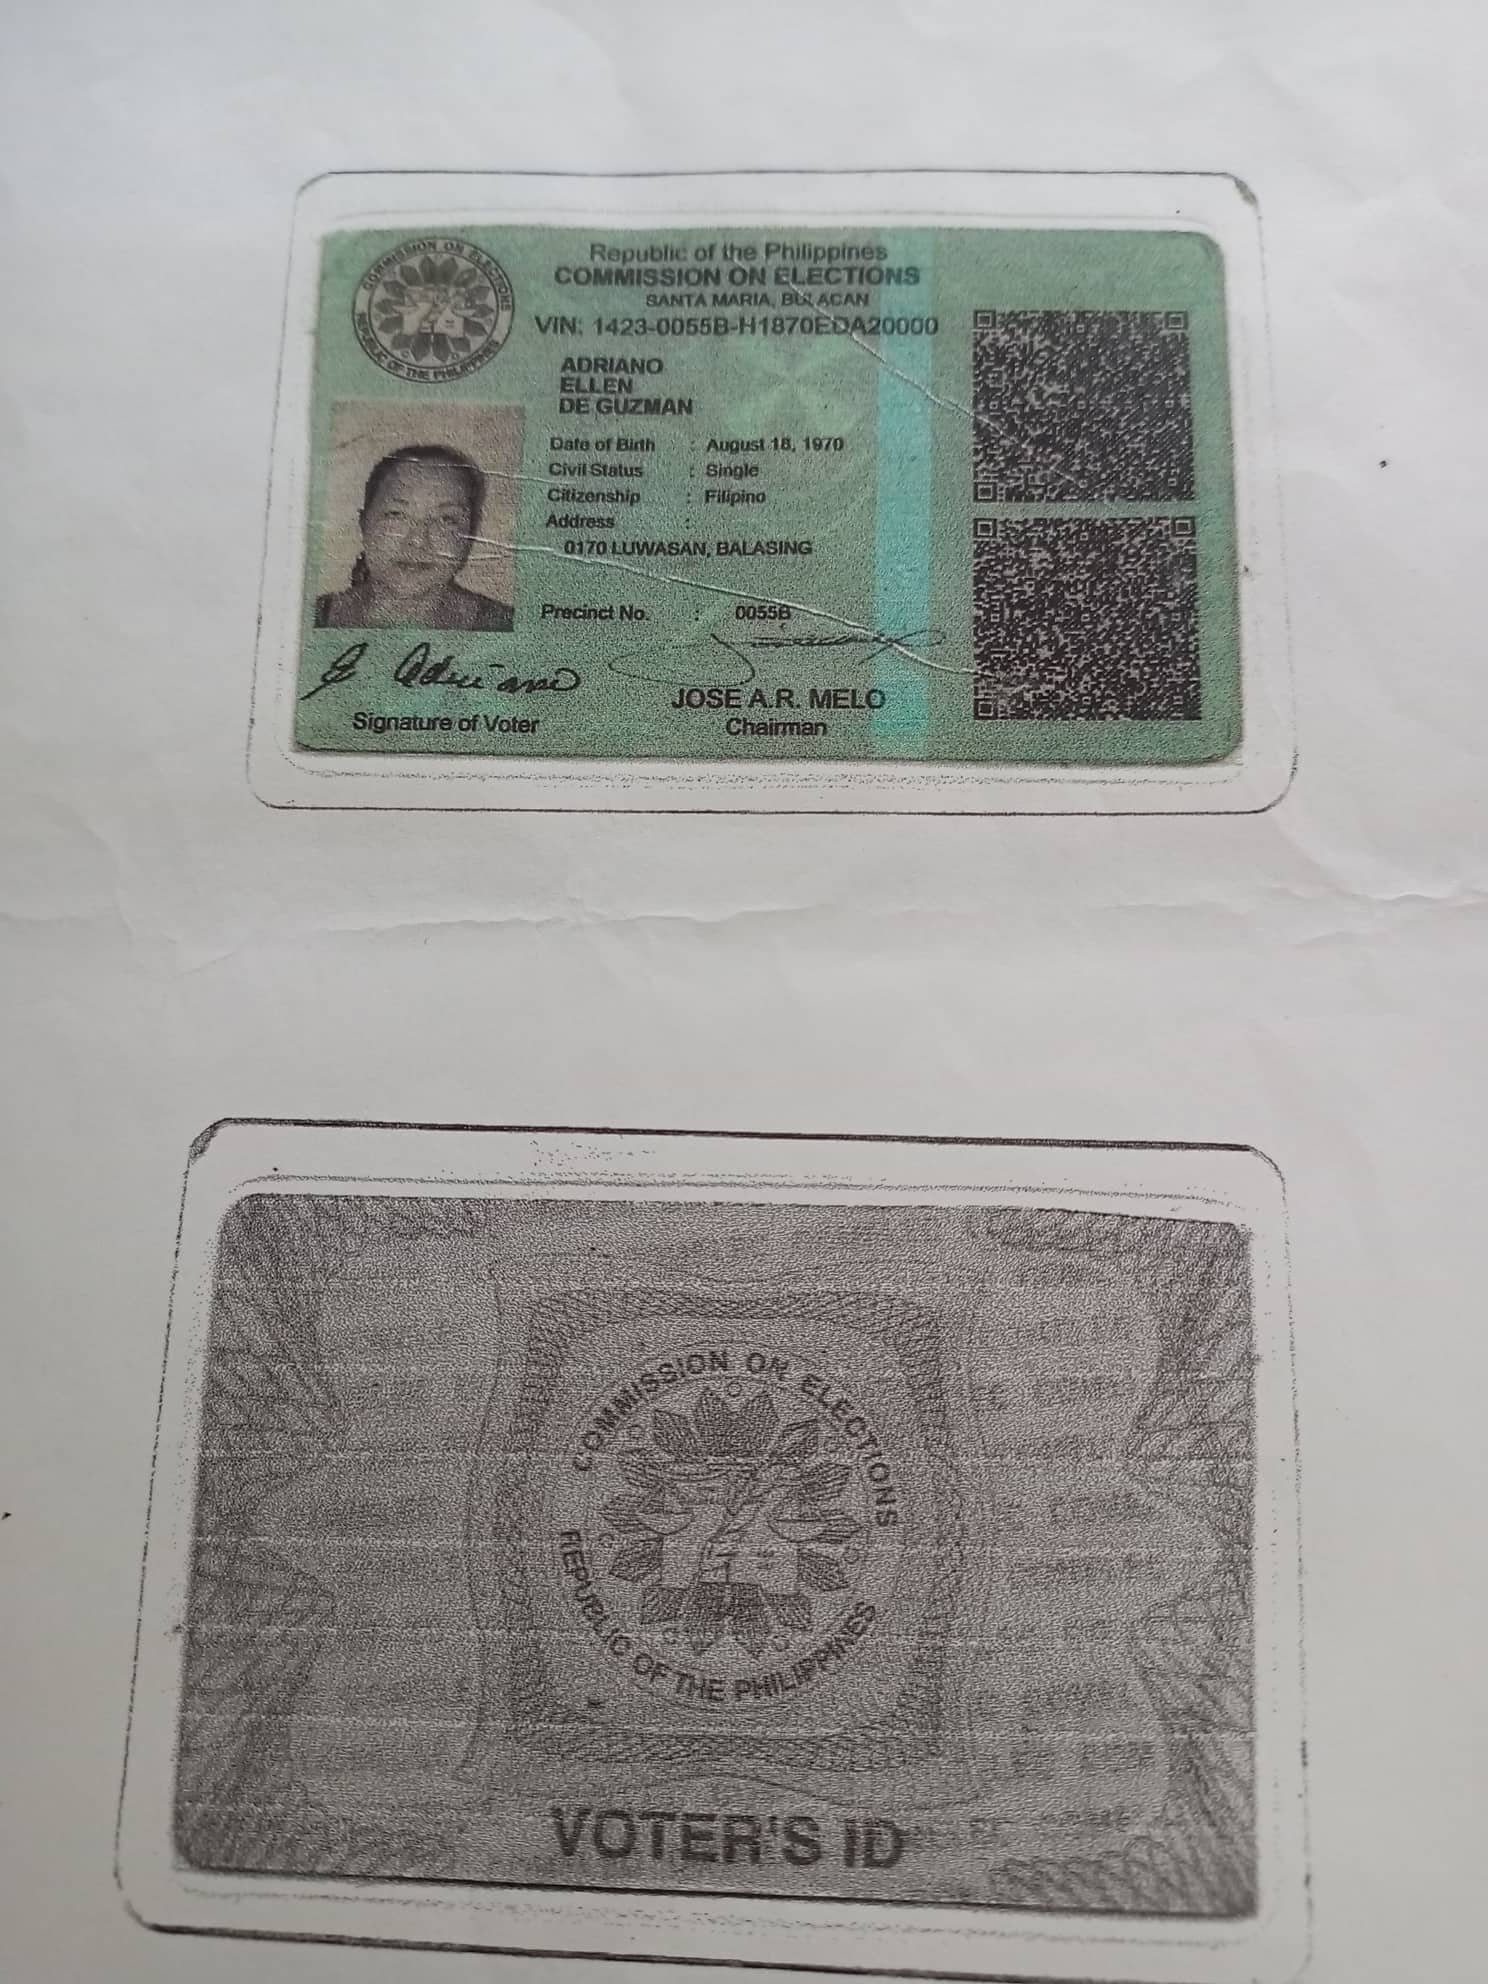 COMMISSION ON ELECTIONS
REPUBLIC OF THE PHILIPPINES
Republic of the Philippines
COMMISSION ON ELECTIONS
SANTA MARIA, BULACAN
VIN: 1423-0055B-H1870EDA20000
ADRIANO
ELLEN
DE GUZMAN
Date of Birth : August 18, 1970
Civil Status : Single
Citizenship : Filipino
Address :
0170 LUWASAN, BALASING
Precinct No. : 0055B
E Adriano
Signature of Voter
JOSE A.R. MELO
Chairman
COMMISSION ON ELECTIONS
REPUBLIC OF THE PHILIPPINES
VOTER'S ID